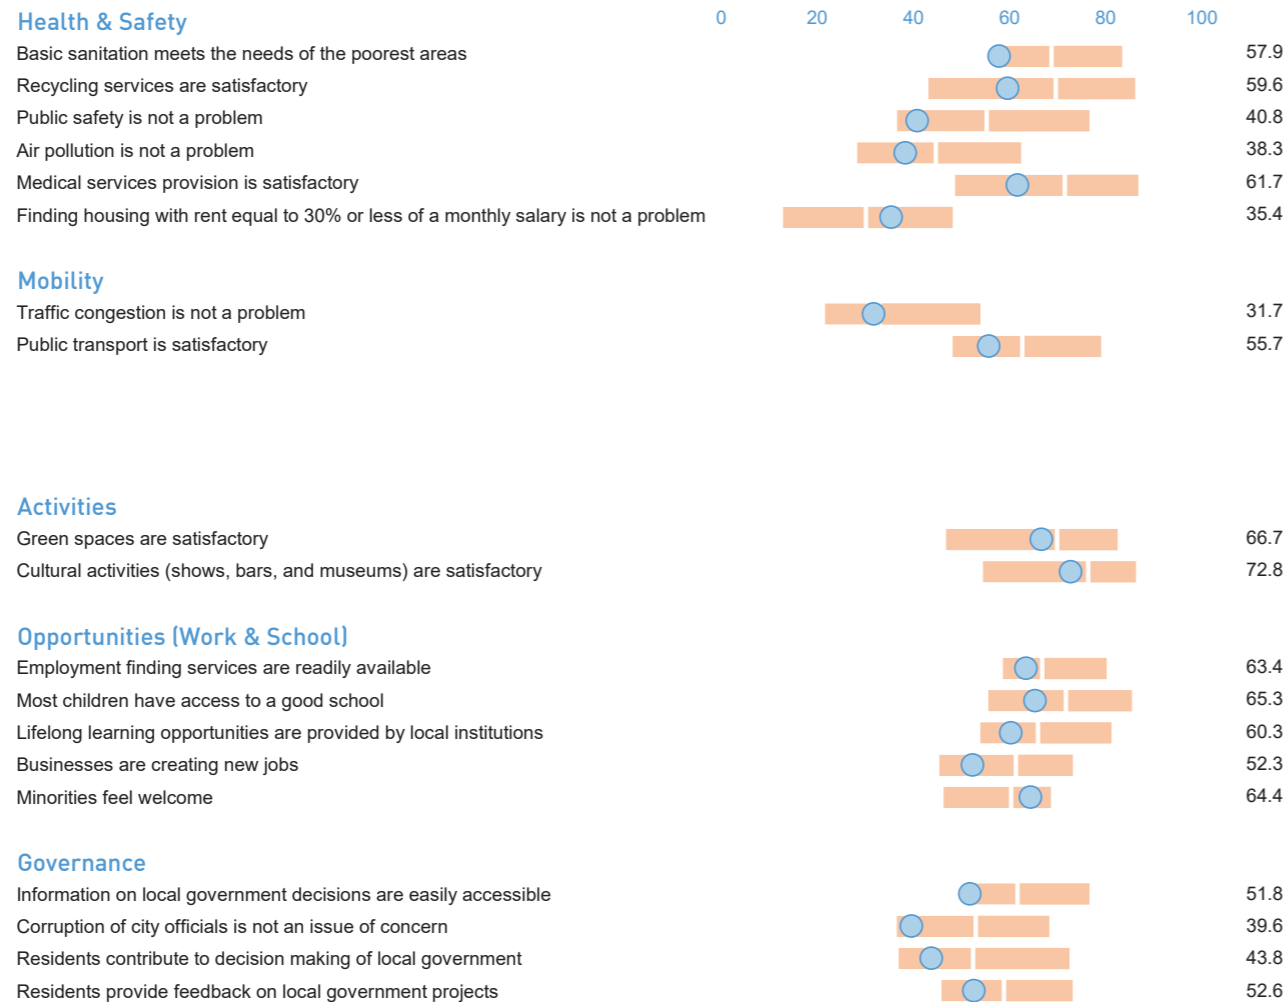 Health & Safety 0 20 40 60 80 100
Basic sanitation meets the needs of the poorest areas 57.9
Recycling services are satisfactory 59.6
Public safety is not a problem 40.8
Air pollution is not a problem 38.3
Medical services provision is satisfactory 61.7
Finding housing with rent equal to 30% or less of a monthly salary is not a problem 35.4
Mobility
Traffic congestion is not a problem 31.7
Public transport is satisfactory 55.7
Activities
Green spaces are satisfactory 66.7
Cultural activities (shows, bars, and museums) are satisfactory 72.8
Opportunities (Work & School)
Employment finding services are readily available 63.4
Most children have access to a good school 65.3
Lifelong learning opportunities are provided by local institutions 60.3
Businesses are creating new jobs 52.3
Minorities feel welcome 64.4
Governance
Information on local government decisions are easily accessible 51.8
Corruption of city officials is not an issue of concern 39.6
Residents contribute to decision making of local government 43.8
Residents provide feedback on local government projects 52.6